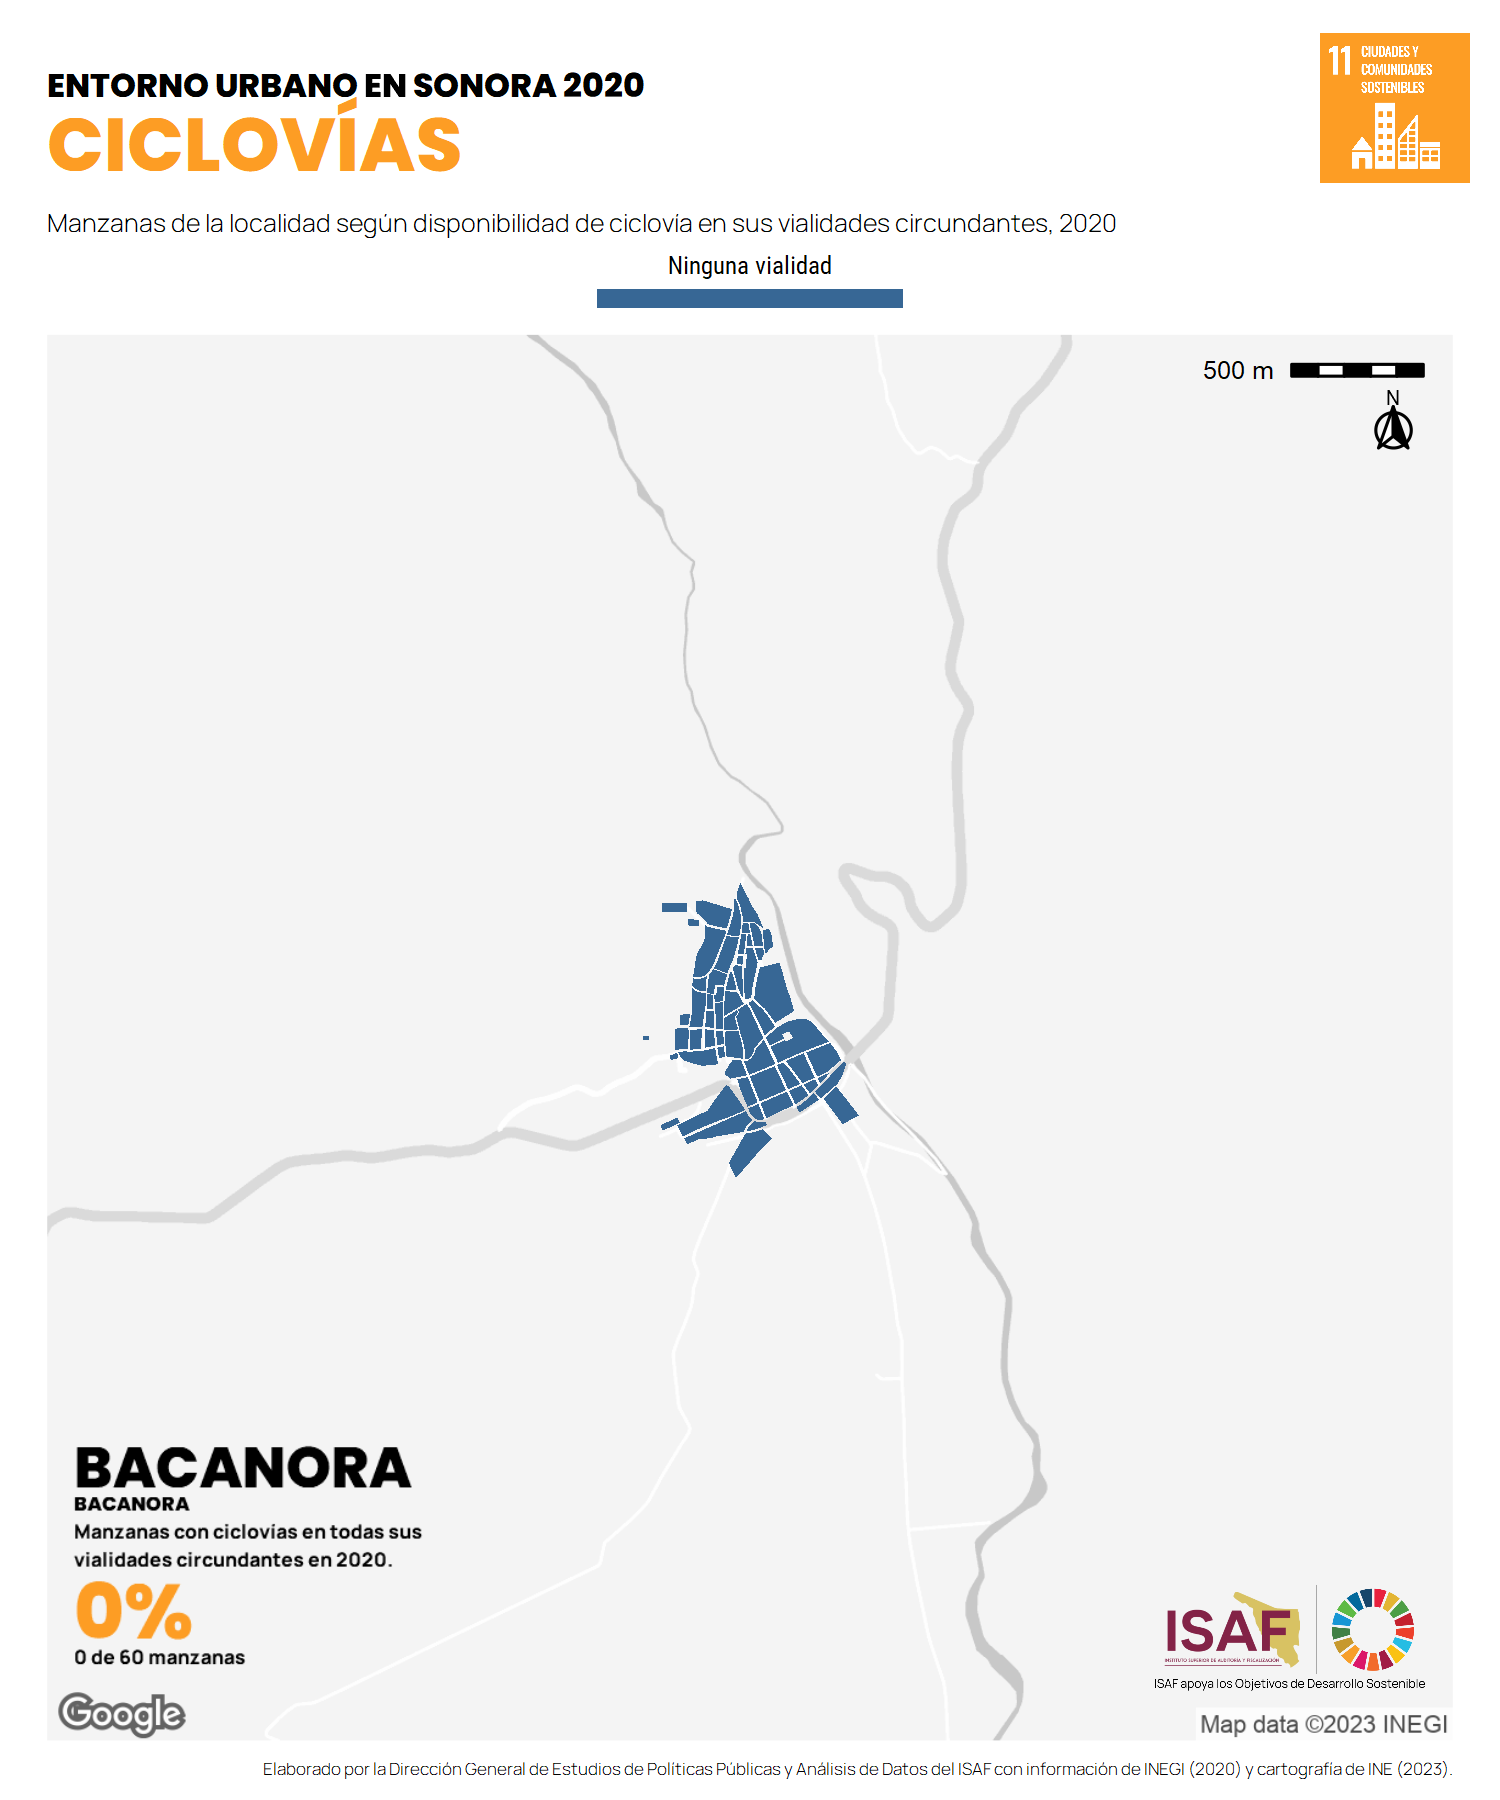 ENTORNO URBANO EN SONORA 2020
CICLOVÍAS
11 CIUDADES Y
COMUNIDADES
SOSTENIBLES
Manzanas de la localidad según disponibilidad de ciclovía en sus vialidades circundantes, 2020
Ninguna vialidad
500 m
N
BACANORA
BACANORA
Manzanas con ciclovias en todas sus
vialidades circundantes en 2020.
0%
0 de 60 manzanas
Google
ISAF
INSTITUTO SUPERIOR DE AUDITORÍA Y FISCALIZACIÓN
ISAF apoya los Objetivos de Desarrollo Sostenible
Map data ©2023 INEGI
Elaborado por la Dirección General de Estudios de Políticas Públicas y Análisis de Datos del ISAF con información de INEGI (2020) y cartografía de INE (2023).